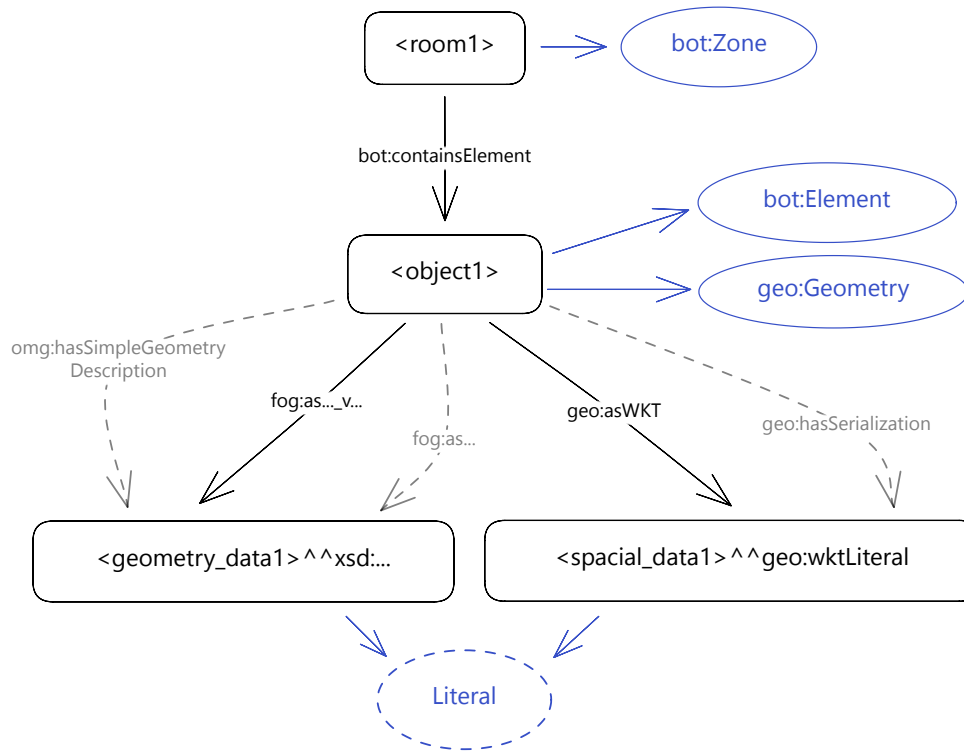 <room1>
bot:Zone
bot:containsElement
bot:Element
<object1>
geo:Geometry
omg:hasSimpleGeometry
Description
fog:as..._v...
geo:asWKT
fog:as...
geo:hasSerialization
<geometry_data1>^^xsd:...
<spacial_data1>^^geo:wktLiteral
Literal